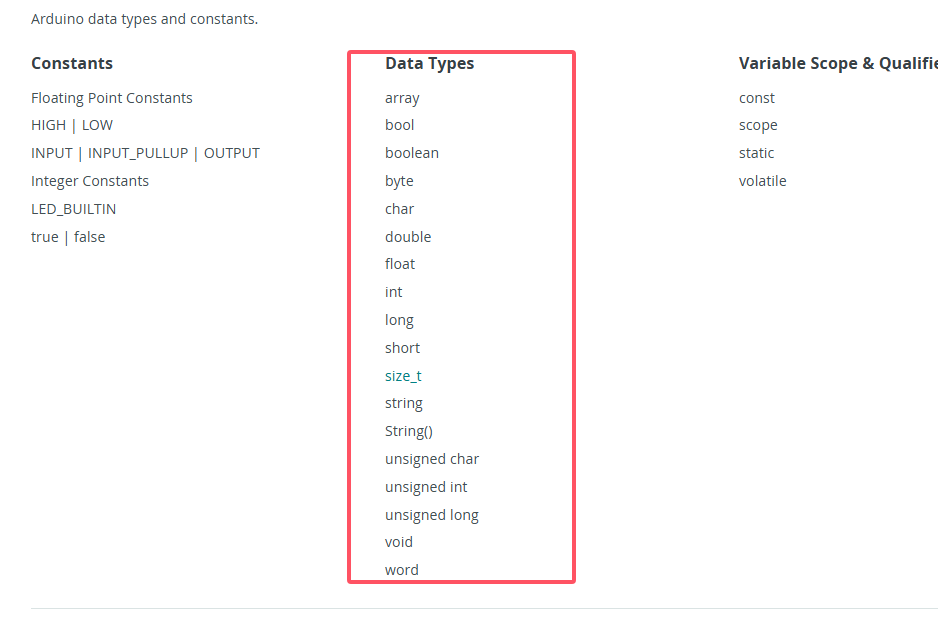 Arduino data types and constants.
Constants
Floating Point Constants
HIGH | LOW
INPUT | INPUT_PULLUP | OUTPUT
Integer Constants
LED_BUILTIN
true | false
Data Types
array
bool
boolean
byte
char
double
float
int
long
short
size_t
string
String()
unsigned char
unsigned int
unsigned long
void
word
Variable Scope & Qualifie
const
scope
static
volatile